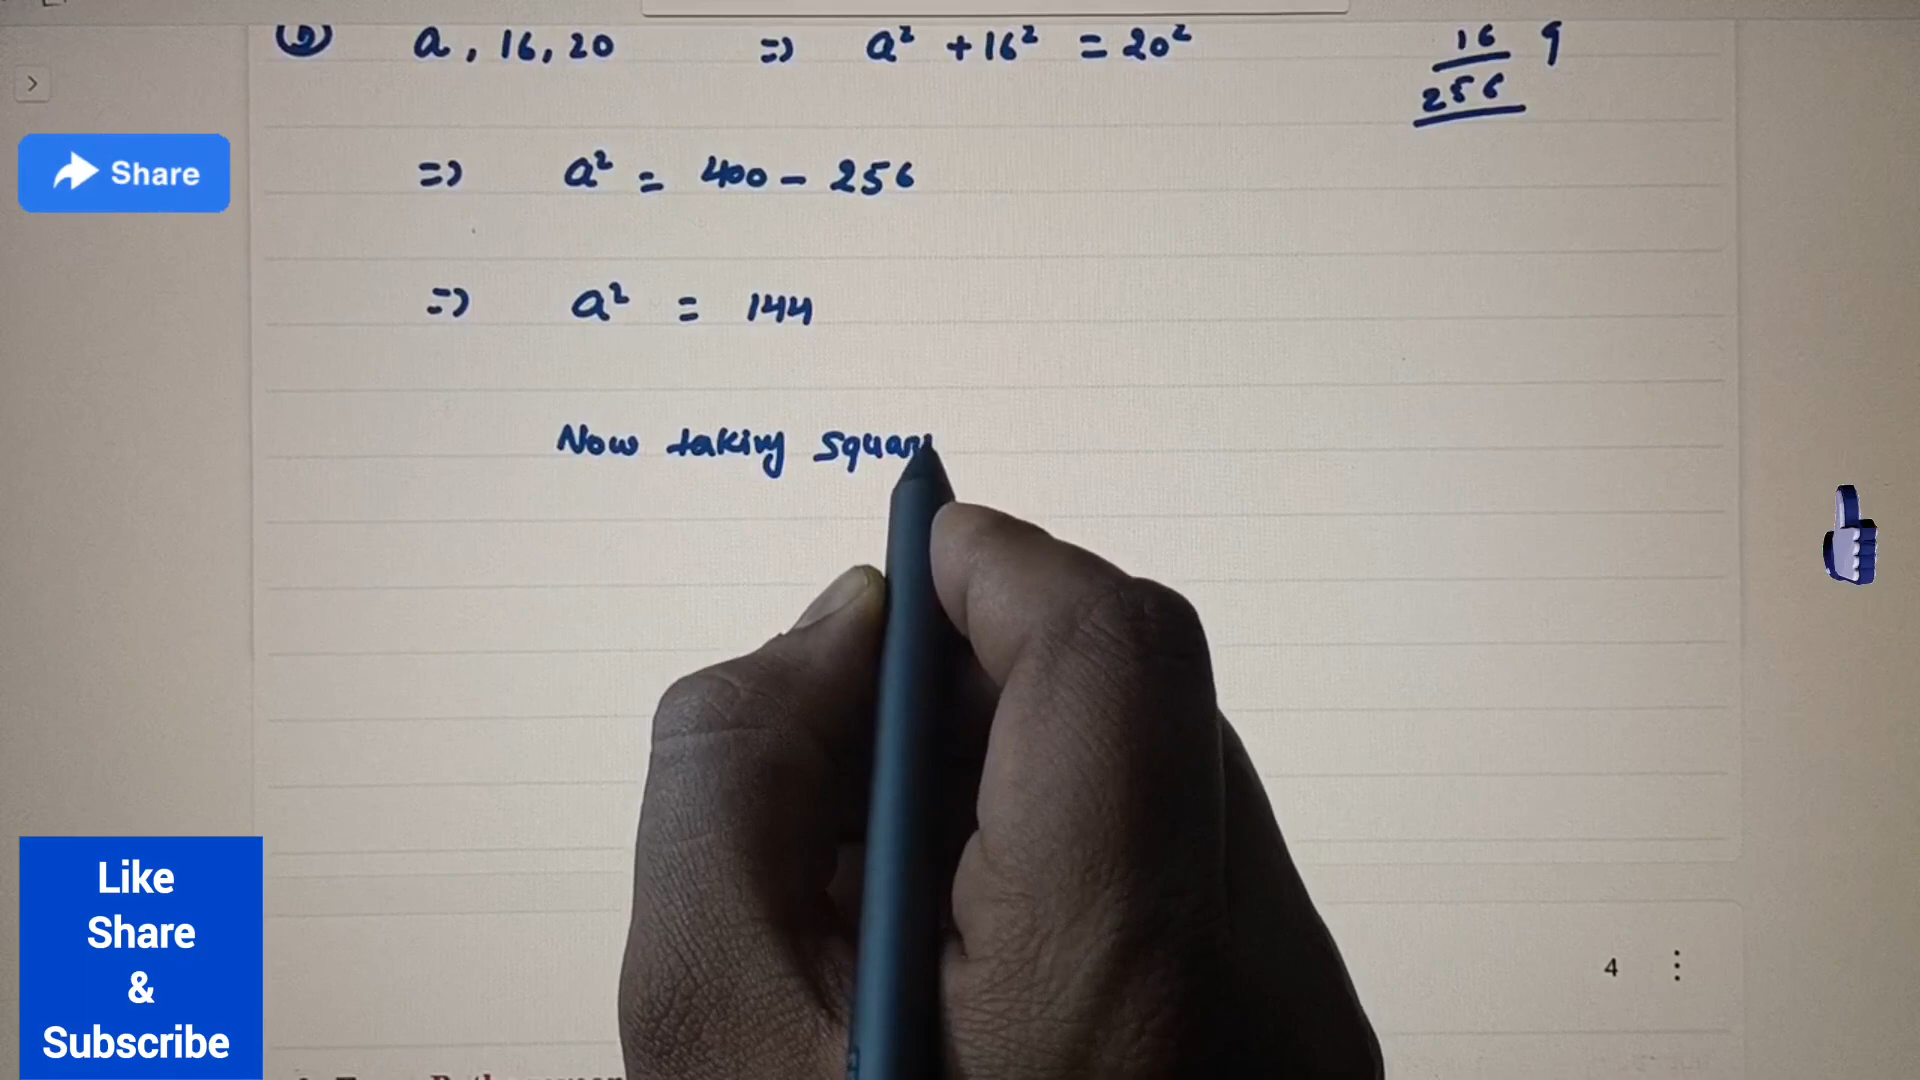 a, 16, 20 => a² + 16² = 20²
16
256
=> a² = 400 - 256
=> a² = 144
Now taking squar
Share
Like
Share
&
Subscribe
4